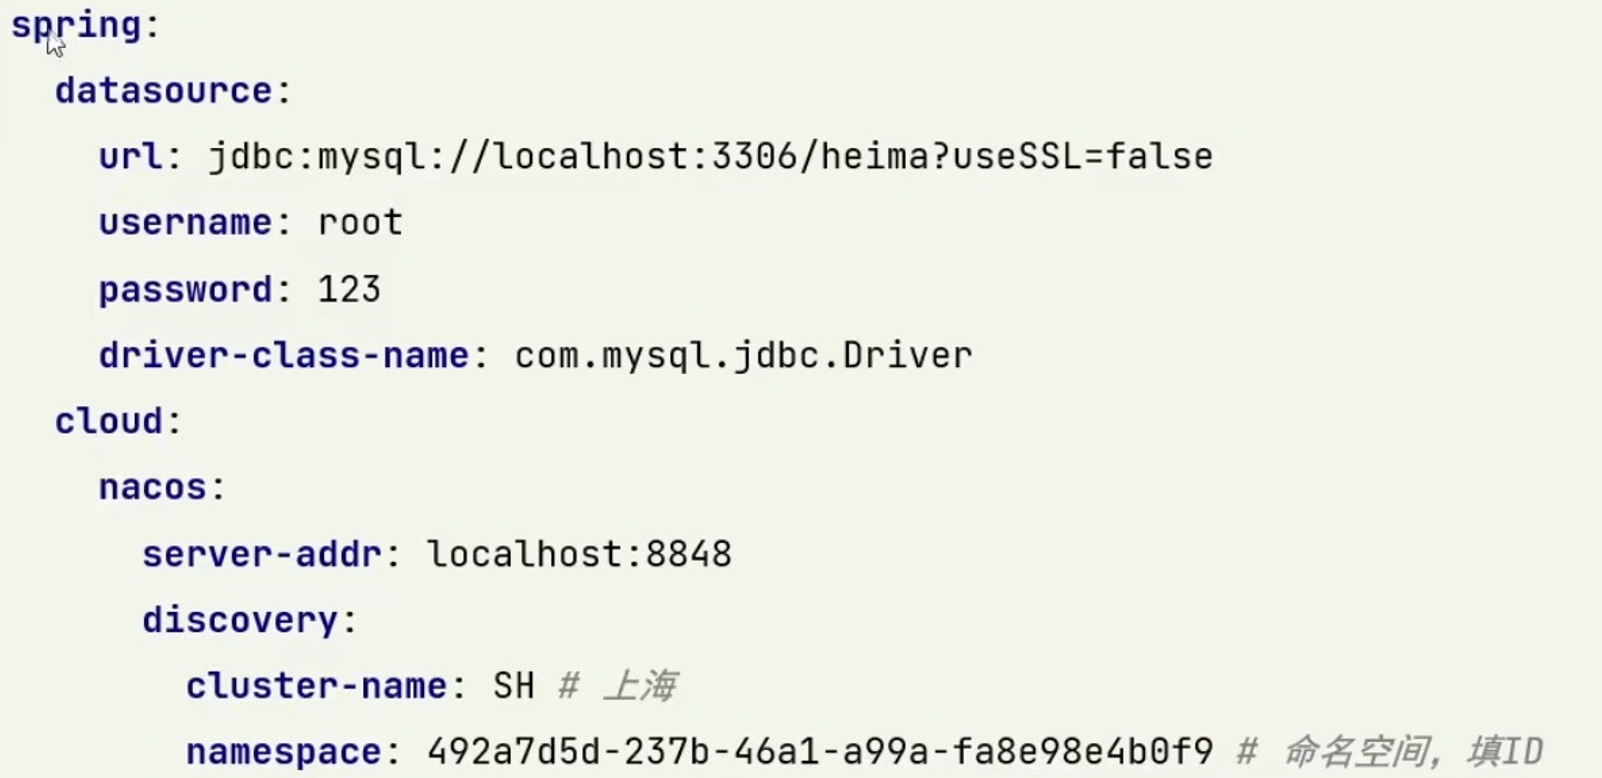 spring:
  datasource:
    url: jdbc:mysql://localhost:3306/heima?useSSL=false
    username: root
    password: 123
    driver-class-name: com.mysql.jdbc.Driver
  cloud:
    nacos:
      server-addr: localhost:8848
      discovery:
        cluster-name: SH # 上海
        namespace: 492a7d5d-237b-46a1-a99a-fa8e98e4b0f9 # 命名空间，填ID